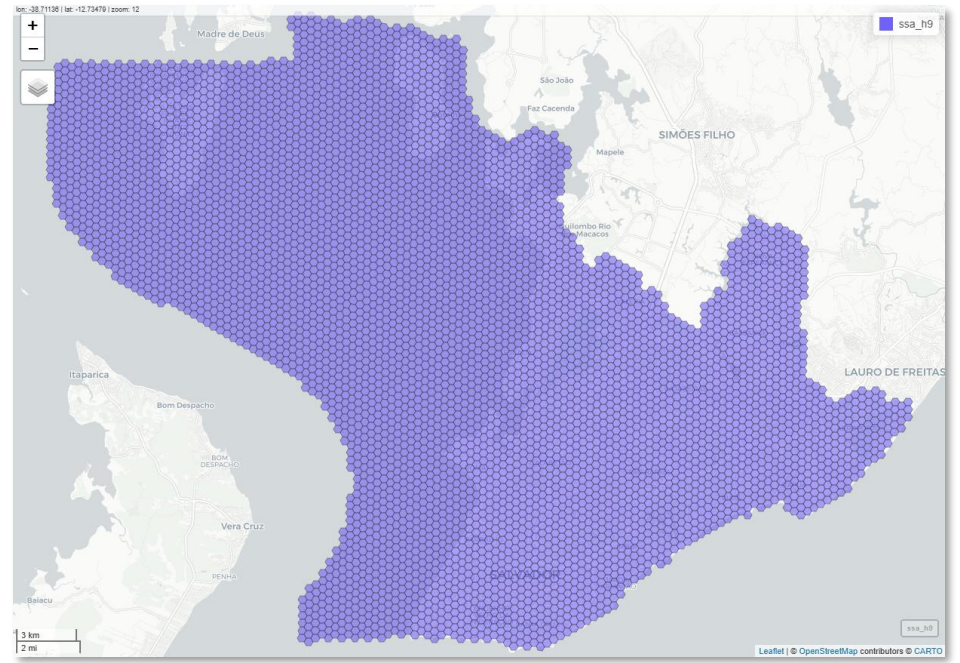 lon: -38.71136 | lat: -12.73479 | zoom: 12
+
−
ssa_h9
Madre de Deus
São João
Faz Cacenda
SIMÕES FILHO
Mapele
Quilombo Rio
Macacos
Itaparica
LAURO DE FREITAS
Bom Despacho
BOM
DESPACHO
Vera Cruz
SALVADOR
PENHA
Baiacu
ssa_h9
3 km
2 mi
Leaflet | © OpenStreetMap contributors © CARTO